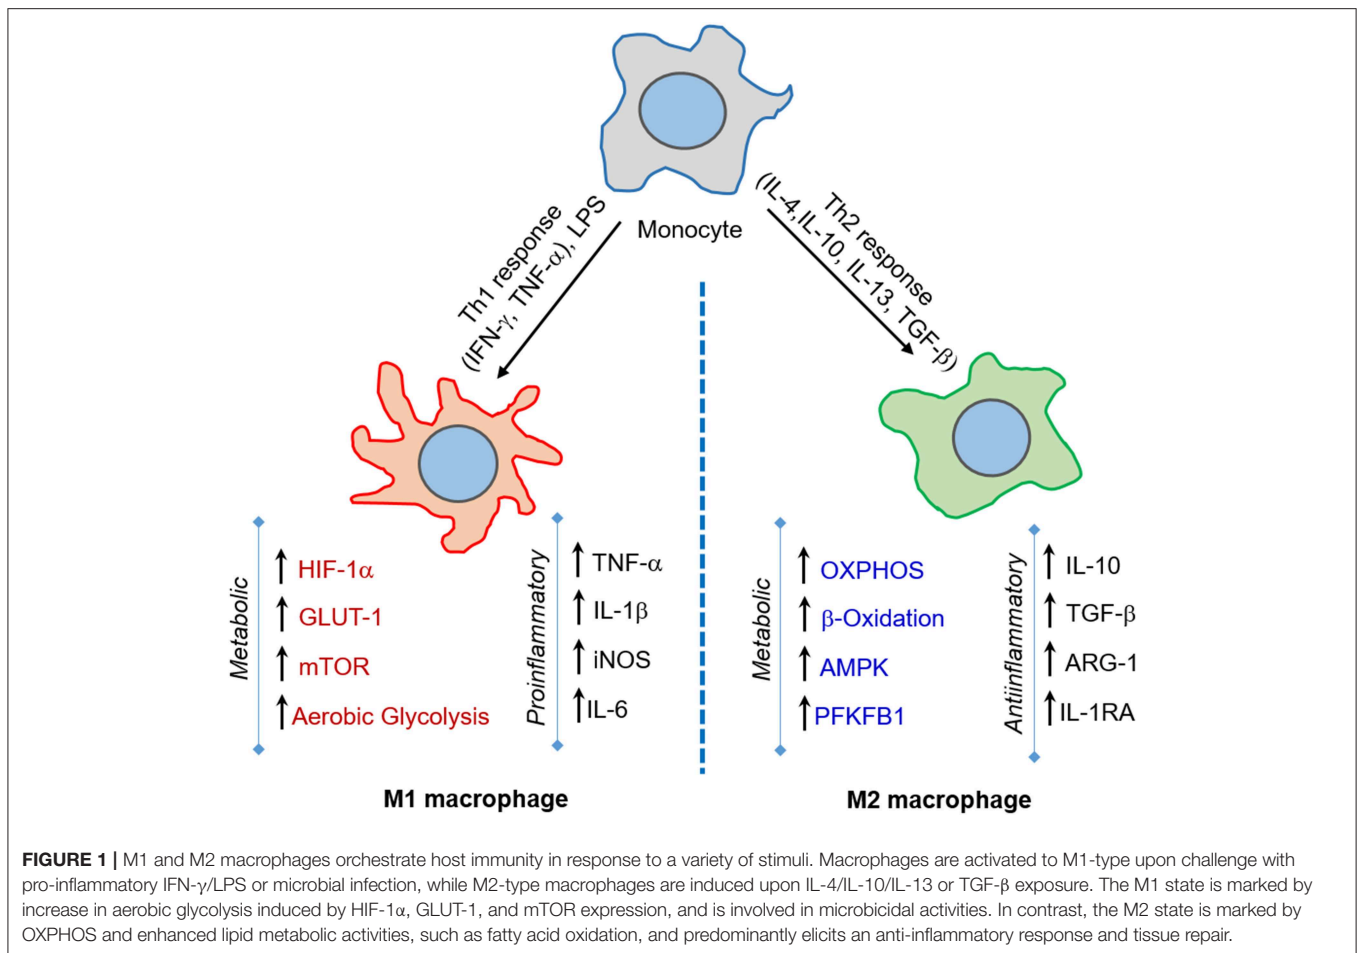 Monocyte
Th1 response
(IFN-γ, TNF-α), LPS
Th2 response
(IL-4,IL-10, IL-13, TGF-β)
Metabolic
HIF-1α
GLUT-1
mTOR
Aerobic Glycolysis
Proinflammatory
TNF-α
IL-1β
iNOS
IL-6
M1 macrophage
Metabolic
OXPHOS
β-Oxidation
AMPK
PFKFB1
Antiinflammatory
IL-10
TGF-β
ARG-1
IL-1RA
M2 macrophage
FIGURE 1 | M1 and M2 macrophages orchestrate host immunity in response to a variety of stimuli. Macrophages are activated to M1-type upon challenge with
pro-inflammatory IFN-γ/LPS or microbial infection, while M2-type macrophages are induced upon IL-4/IL-10/IL-13 or TGF-β exposure. The M1 state is marked by
increase in aerobic glycolysis induced by HIF-1α, GLUT-1, and mTOR expression, and is involved in microbicidal activities. In contrast, the M2 state is marked by
OXPHOS and enhanced lipid metabolic activities, such as fatty acid oxidation, and predominantly elicits an anti-inflammatory response and tissue repair.